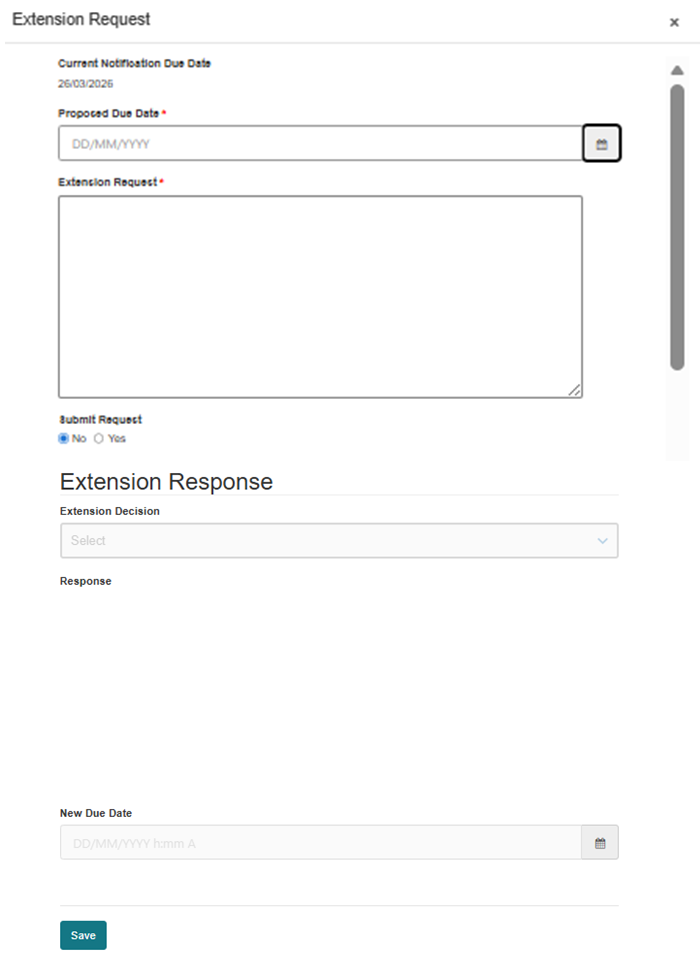 Extension Request
×
Current Notification Due Date
26/03/2026
Proposed Due Date *
DD/MM/YYYY
Extension Request *
Submit Request
No Yes
Extension Response
Extension Decision
Select
Response
New Due Date
DD/MM/YYYY h:mm A
Save